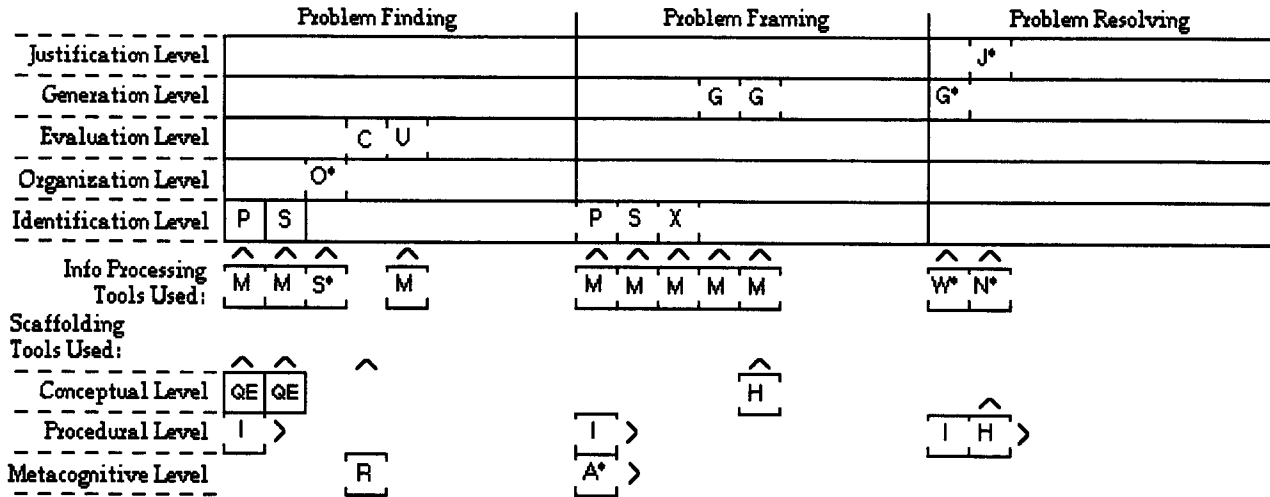 Problem Finding Problem Framing Problem Resolving
Justification Level J*
Generation Level G G G*
Evaluation Level C V
Organization Level O*
Identification Level P S P S X
Info Processing
Tools Used: M M S* M M M M M M W* N*
Scaffolding
Tools Used:
Conceptual Level QE QE H
Procedural Level I > I > I H >
Metacognitive Level R A* >